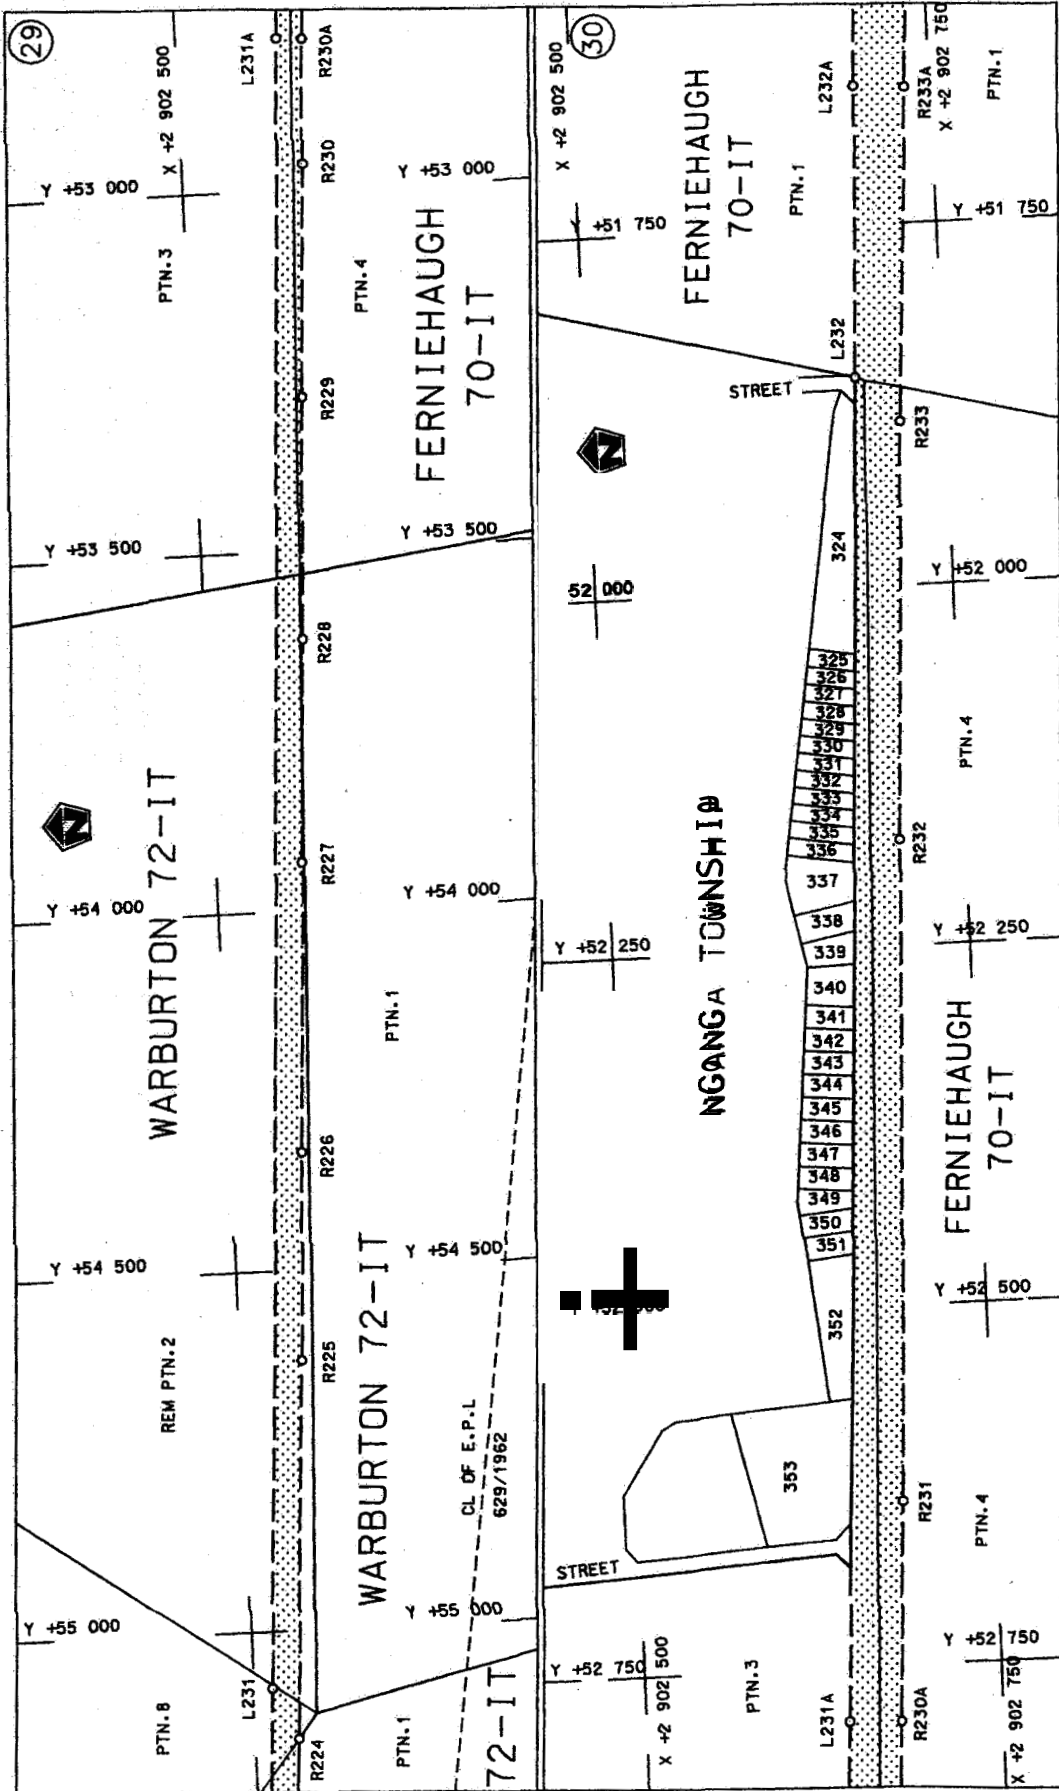 29
X +2 902 500
L231A
R230A
Y +53 000
R230
Y +53 000
PTN.3
PTN.4
FERNIEHAUGH
70-IT
R229
Y +53 500
Y +53 500
R228
N
WARBURTON 72-IT
R227
Y +54 000
Y +54 000
PTN.1
R226
Y +54 500
Y +54 500
REM PTN.2
R225
WARBURTON 72-IT
CL OF E.P.L
629/1962
Y +55 000
Y +55 000
PTN.8
L231
R224
PTN.1
72-IT
30
X +2 902 500
FERNIEHAUGH
70-IT
PTN.1
L232A
R233A
X +2 902 750
PTN.1
Y +51 750
Y +51 750
L232
STREET
R233
N
324
52 000
Y +52 000
325
326
327
328
329
330
331
332
333
334
335
336
337
338
339
340
341
342
343
344
345
346
347
348
349
350
351
352
353
PTN.4
R232
NGANGA TOWNSHIP
Y +52 250
Y +52 250
FERNIEHAUGH
70-IT
Y +52 500
R231
PTN.4
STREET
Y +52 750
X +2 902 500
PTN.3
L231A
R230A
Y +52 750
X +2 902 750